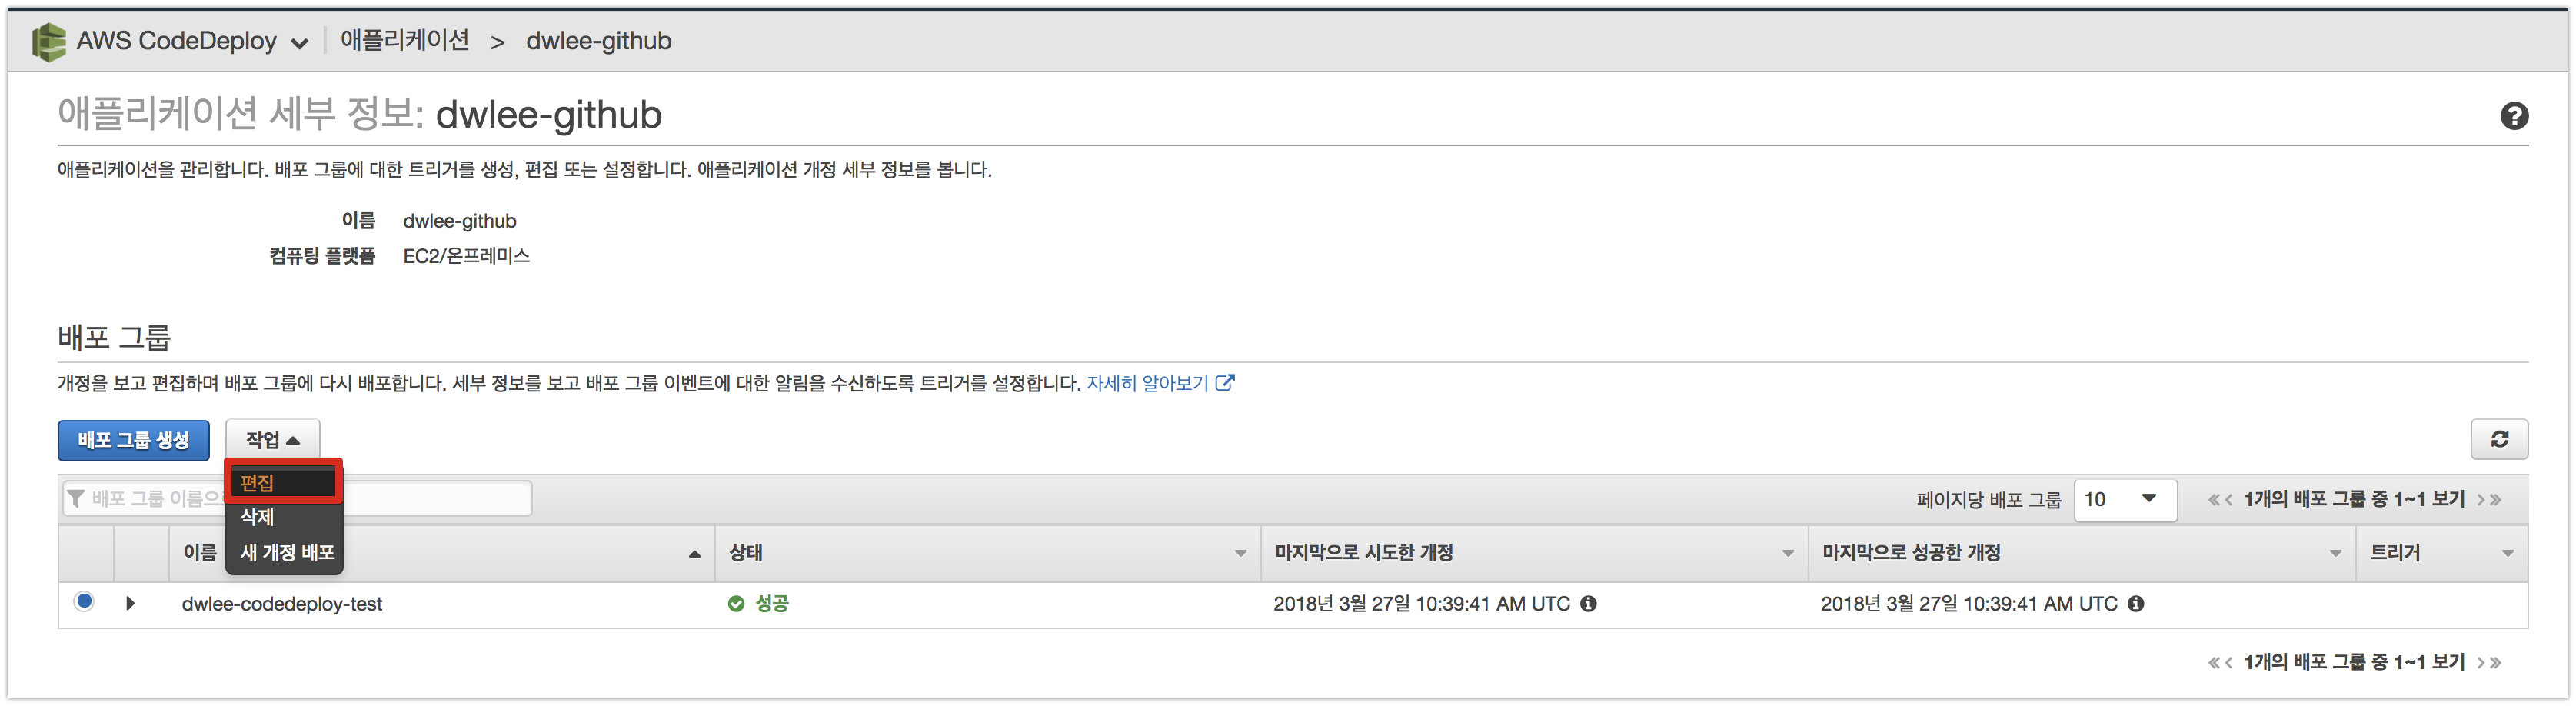 AWS CodeDeploy 애플리케이션 > dwlee-github
애플리케이션 세부 정보: dwlee-github
애플리케이션을 관리합니다. 배포 그룹에 대한 트리거를 생성, 편집 또는 설정합니다. 애플리케이션 개정 세부 정보를 봅니다.
이름 dwlee-github
컴퓨팅 플랫폼 EC2/온프레미스
배포 그룹
개정을 보고 편집하며 배포 그룹에 다시 배포합니다. 세부 정보를 보고 배포 그룹 이벤트에 대한 알림을 수신하도록 트리거를 설정합니다. 자세히 알아보기
배포 그룹 생성 작업
편집
삭제
새 개정 배포
배포 그룹 이름으 페이지당 배포 그룹 10 «‹ 1개의 배포 그룹 중 1~1 보기 ›»
이름 상태 마지막으로 시도한 개정 마지막으로 성공한 개정 트리거
dwlee-codedeploy-test 성공 2018년 3월 27일 10:39:41 AM UTC 2018년 3월 27일 10:39:41 AM UTC
«‹ 1개의 배포 그룹 중 1~1 보기 ›»